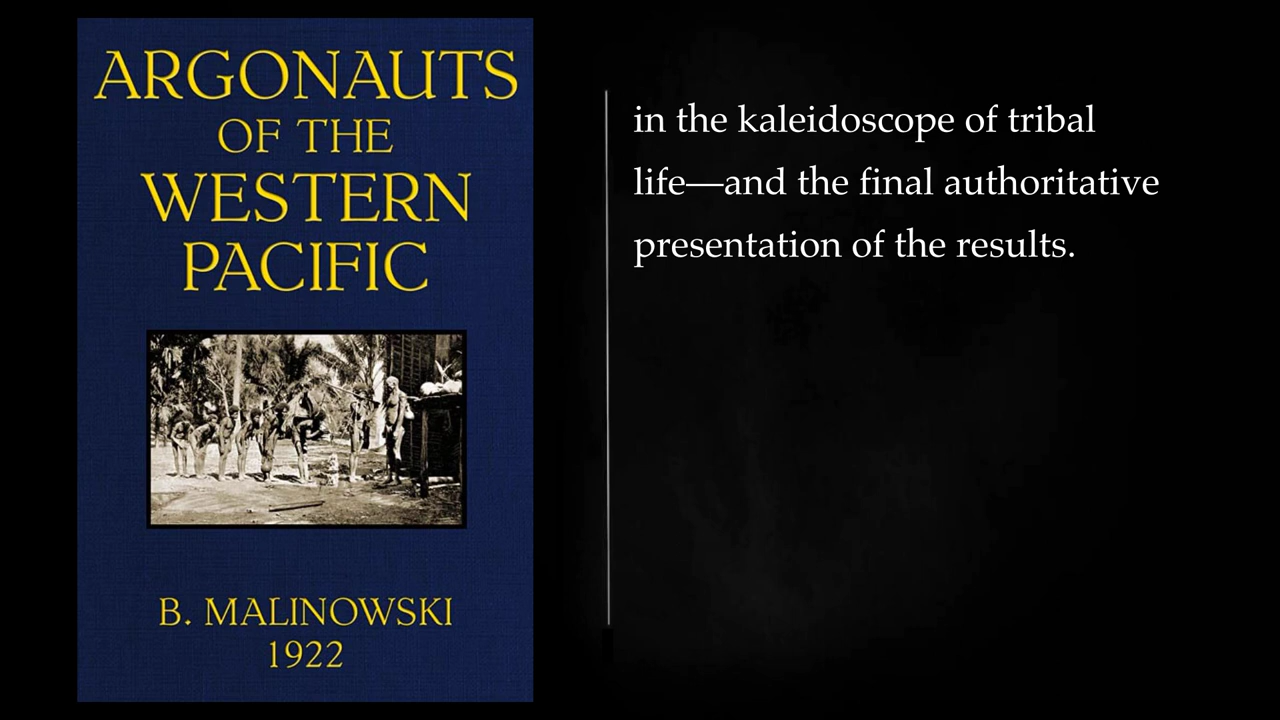 ARGONAUTS
OF THE
WESTERN
PACIFIC
B. MALINOWSKI
1922
in the kaleidoscope of tribal
life—and the final authoritative
presentation of the results.